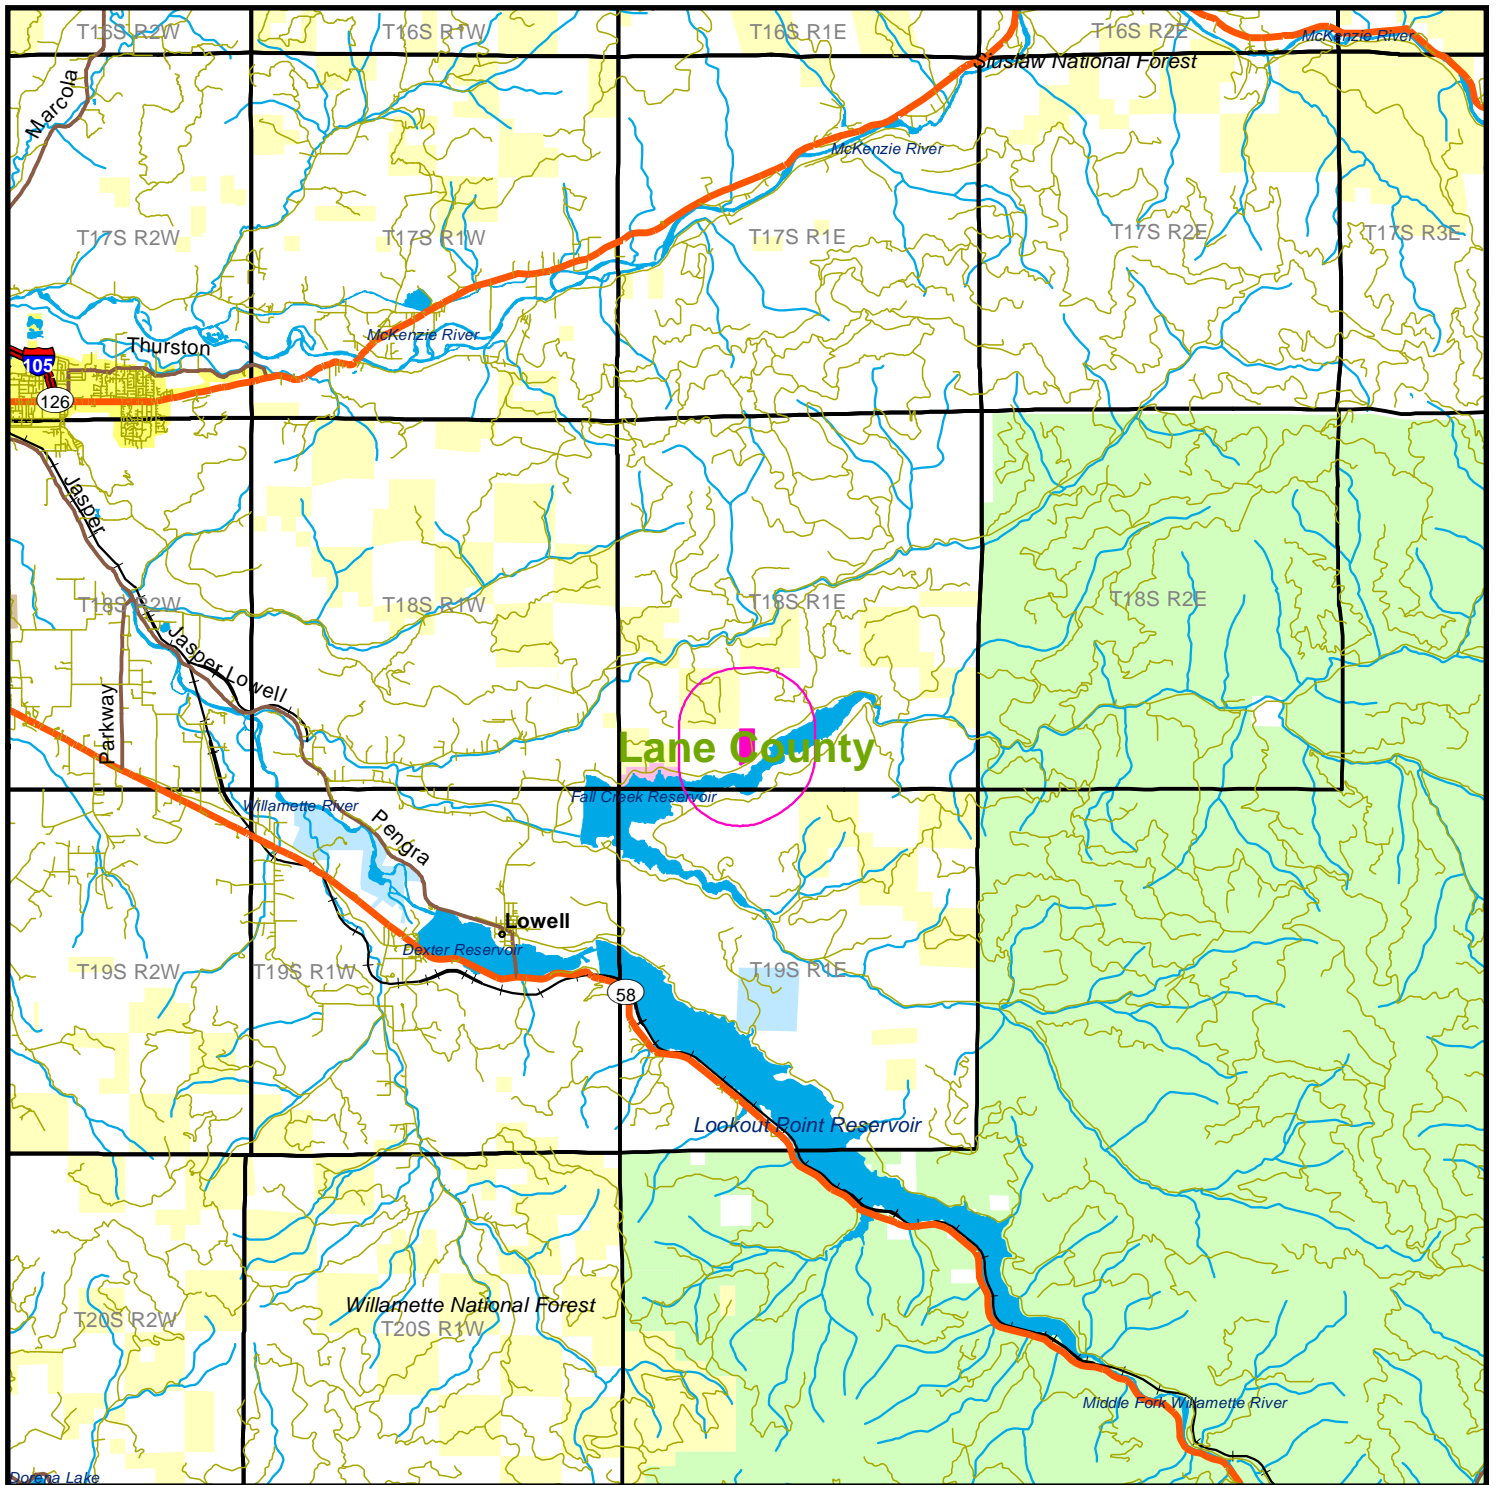 T16S R2W
T16S R1W
T16S R1E
T16S R2E
McKenzie River
Siuslaw National Forest
Marcola
McKenzie River
T17S R2W
T17S R1W
T17S R1E
T17S R2E
T17S R3E
McKenzie River
Thurston
105
126
Jasper
T18S R2W
T18S R1W
T18S R1E
T18S R2E
Jasper Lowell
Parkway
Lane County
Fall Creek Reservoir
Willamette River
Pengra
Lowell
Dexter Reservoir
T19S R2W
T19S R1W
T19S R1E
58
Lookout Point Reservoir
Willamette National Forest
T20S R2W
T20S R1W
Middle Fork Willamette River
Dorena Lake